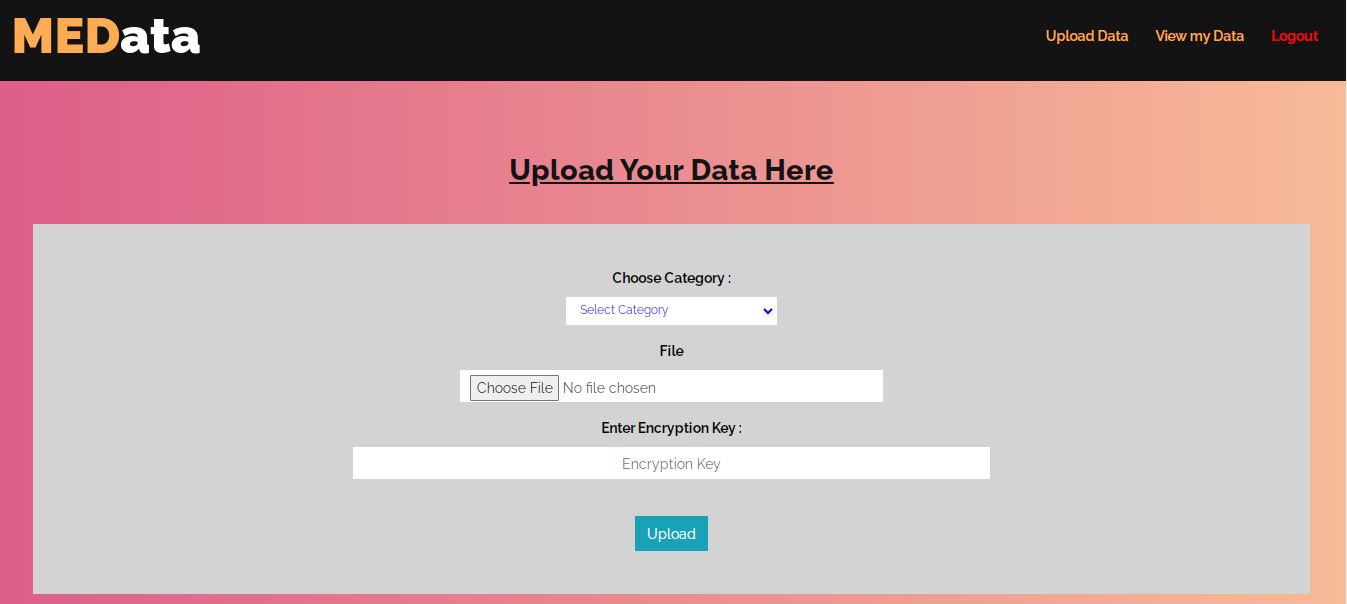 MEData
Upload Data View my Data Logout
Upload Your Data Here
Choose Category :
Select Category
File
Choose File No file chosen
Enter Encryption Key :
Encryption Key
Upload